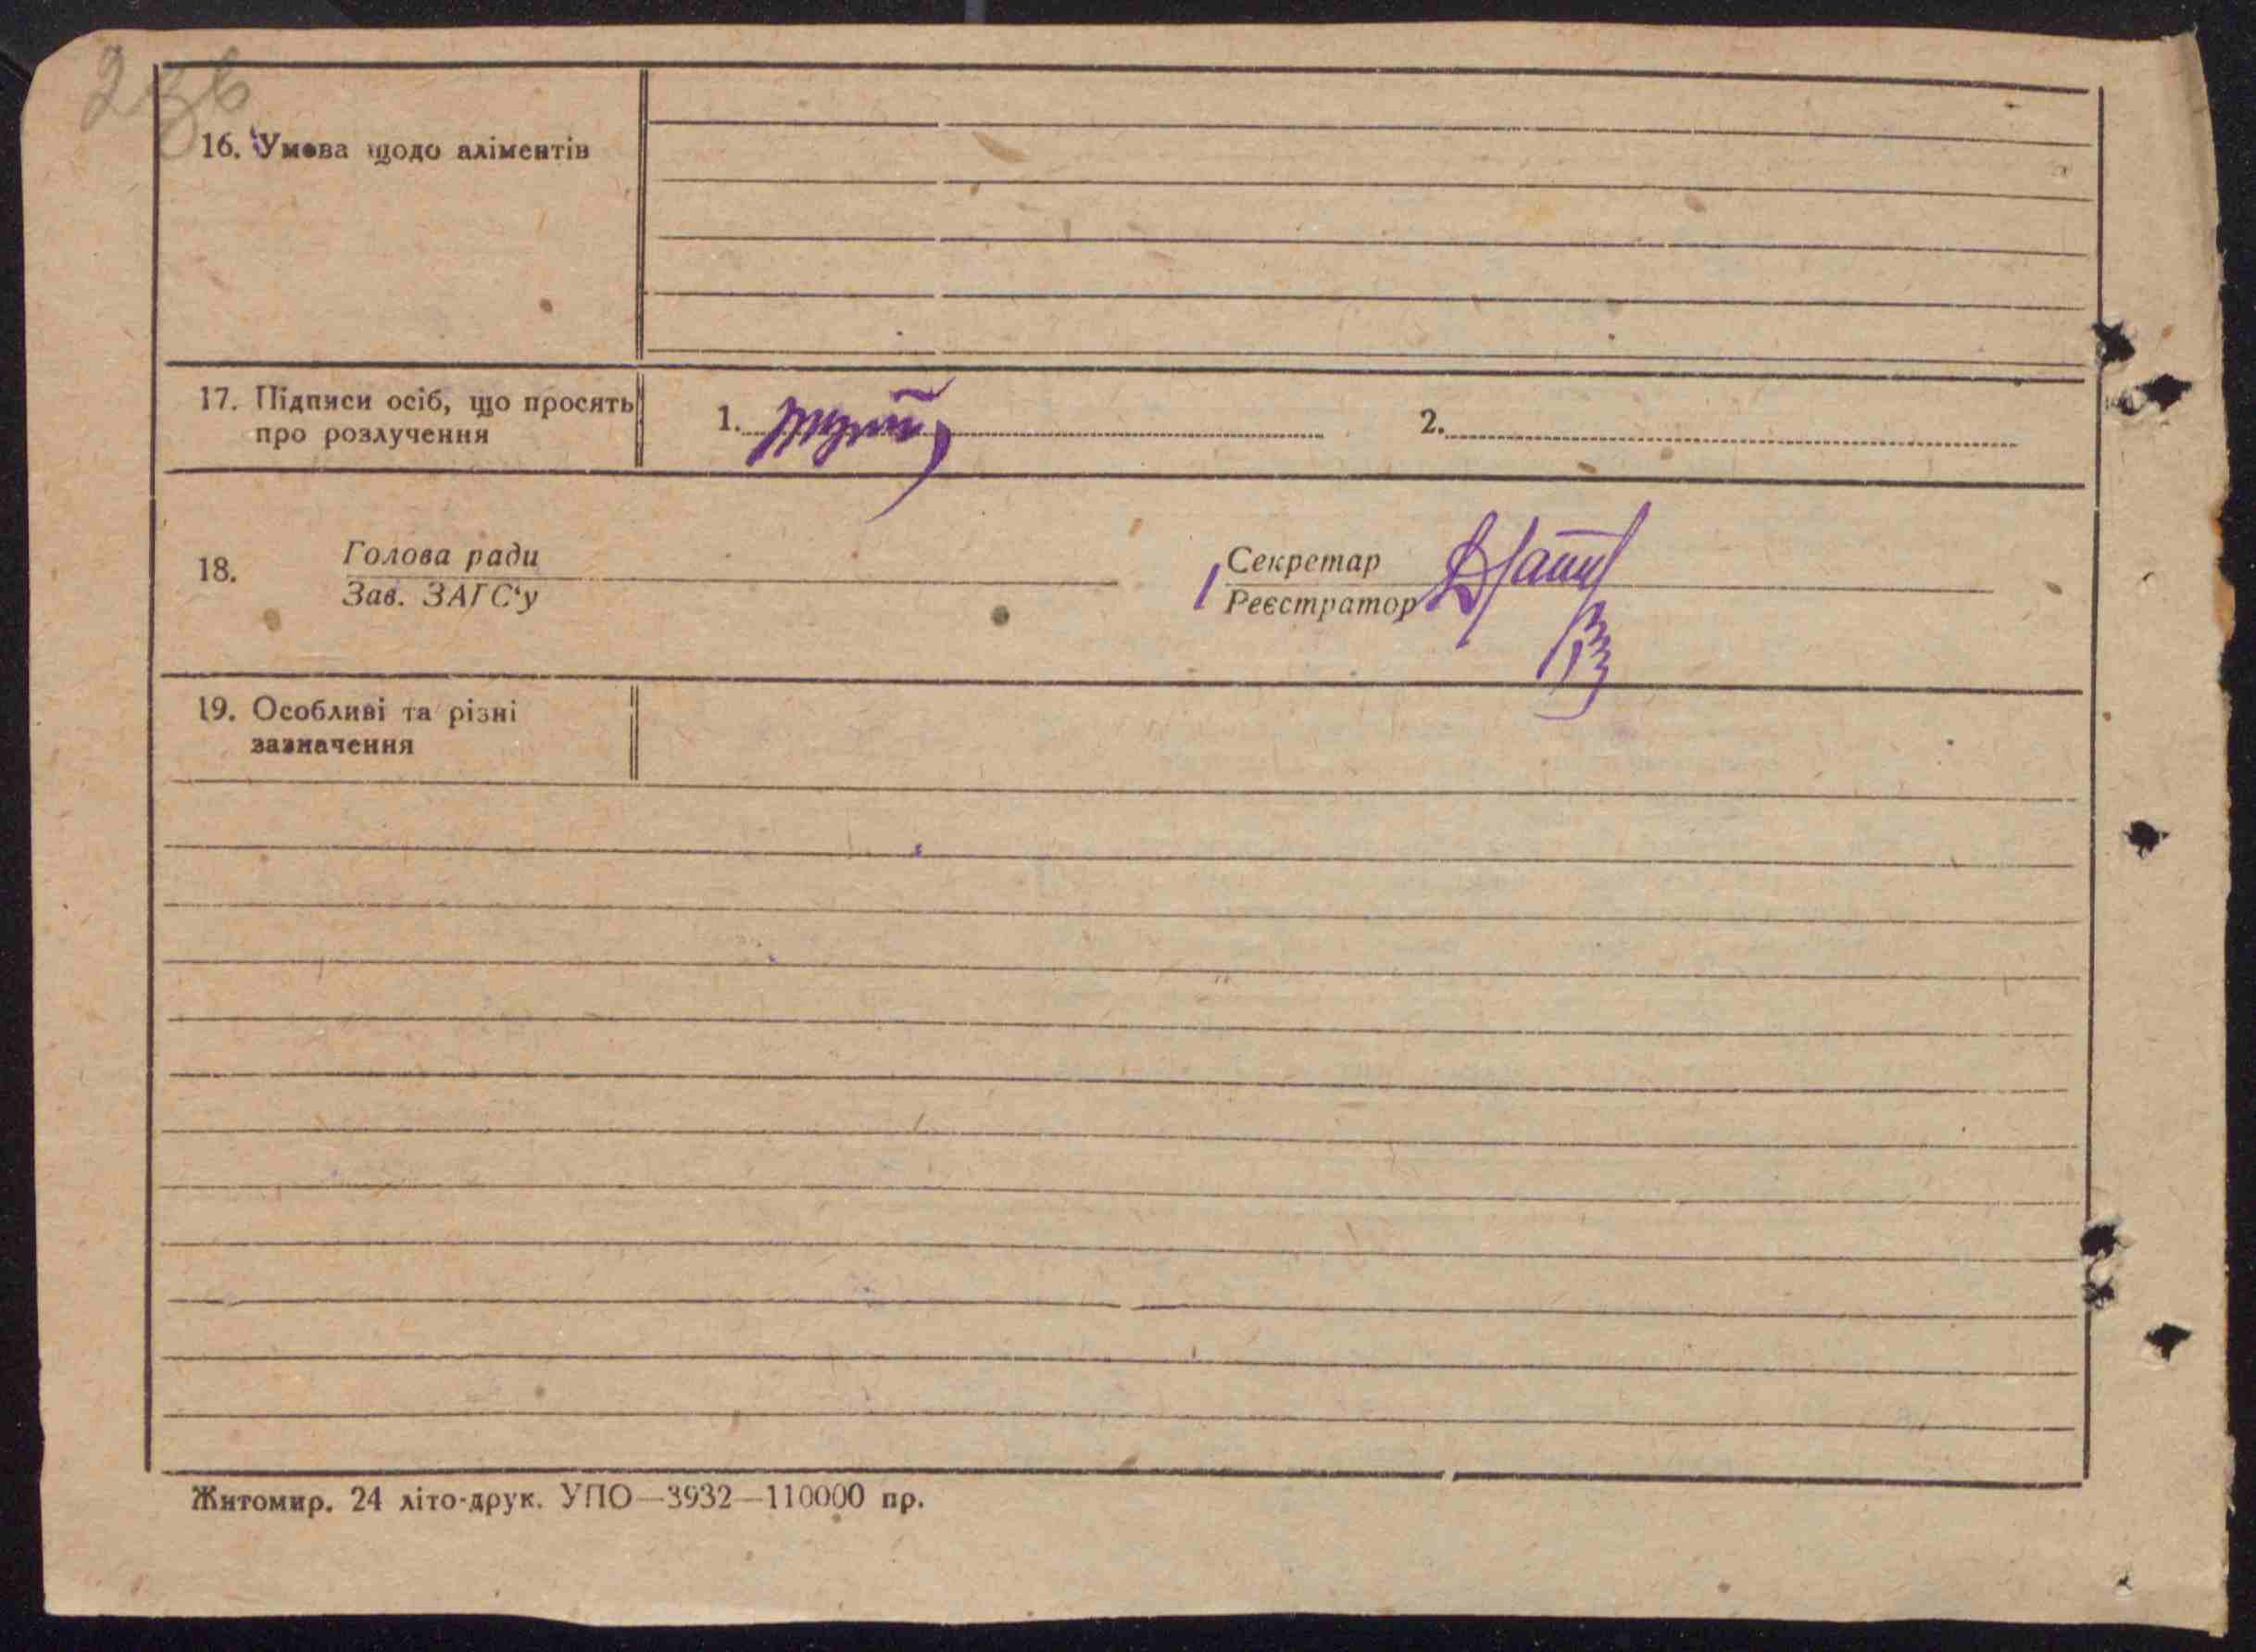 236
16. Умова щодо аліментів
17. Підписи осіб, що просять
про розлучення
1.
2.
18.
Голова ради
Зав. ЗАГС‘у
Секретар
Реєстратор
19. Особливі та різні
зазначення
Житомир. 24 літо-друк. УПО—3932—110000 пр.